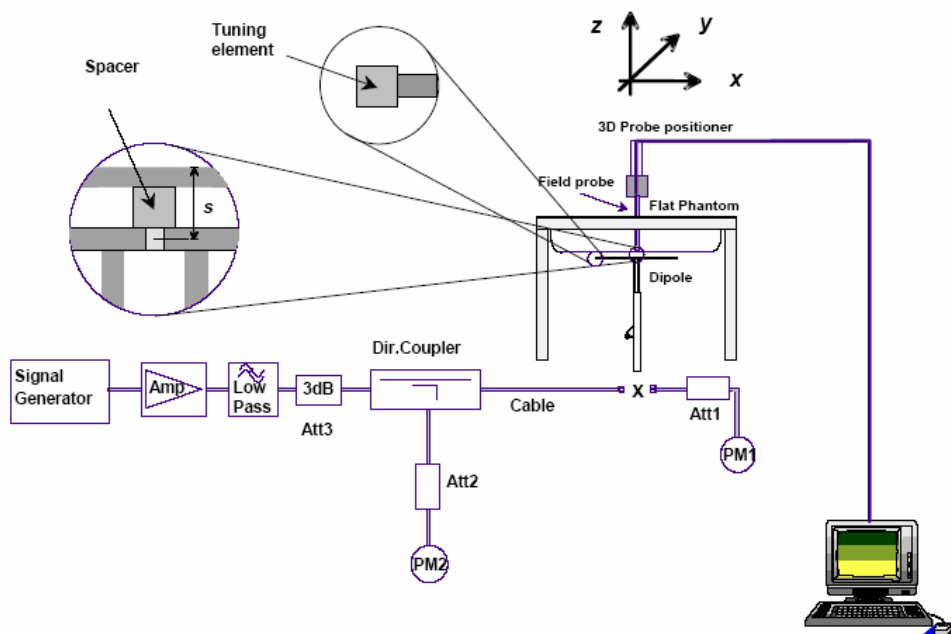 Tuning
element
Spacer
s
z
y
x
3D Probe positioner
Field probe
Flat Phantom
Dipole
Dir.Coupler
Signal
Generator
Amp
Low
Pass
3dB
Att3
Cable
X
Att1
PM1
Att2
PM2